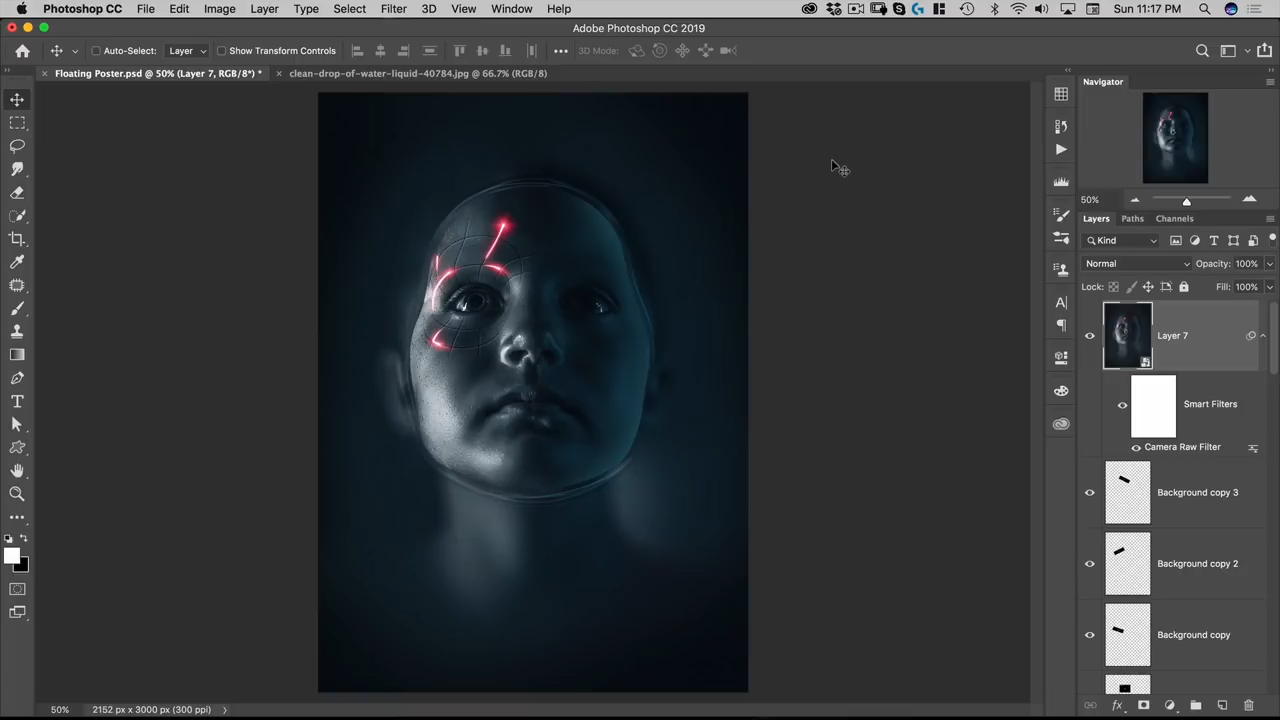 Photoshop CC File Edit Image Layer Type Select Filter 3D View Window Help Sun 11:17 PM
Adobe Photoshop CC 2019
Auto-Select: Layer Show Transform Controls 3D Mode:
Floating Poster.psd @ 50% (Layer 7, RGB/8*) * clean-drop-of-water-liquid-40784.jpg @ 66.7% (RGB/8)
Navigator
50%
Layers Paths Channels
Kind
Normal Opacity: 100%
Lock: Fill: 100%
Layer 7
Smart Filters
Camera Raw Filter
Background copy 3
Background copy 2
Background copy
50% 2152 px x 3000 px (300 ppi)